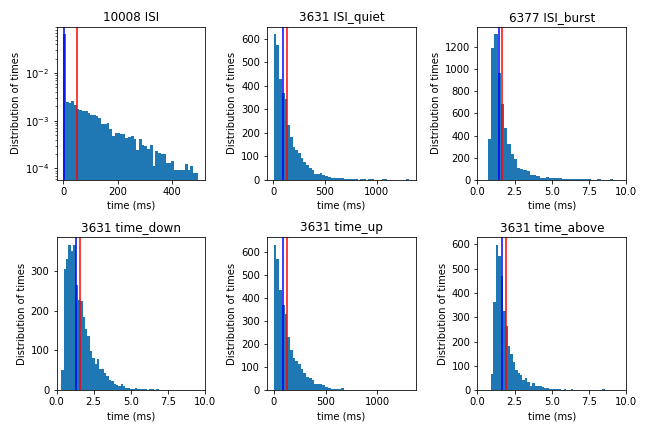 10008 ISI
3631 ISI_quiet
6377 ISI_burst
Distribution of times
10⁻²
10⁻³
10⁻⁴
0 200 400
time (ms)
Distribution of times
600
500
400
300
200
100
0
0 500 1000
time (ms)
Distribution of times
1200
1000
800
600
400
200
0
0.0 2.5 5.0 7.5 10.0
time (ms)
3631 time_down
3631 time_up
3631 time_above
Distribution of times
300
200
100
0
0.0 2.5 5.0 7.5 10.0
time (ms)
Distribution of times
600
500
400
300
200
100
0
0 500 1000
time (ms)
Distribution of times
600
500
400
300
200
100
0
0.0 2.5 5.0 7.5 10.0
time (ms)